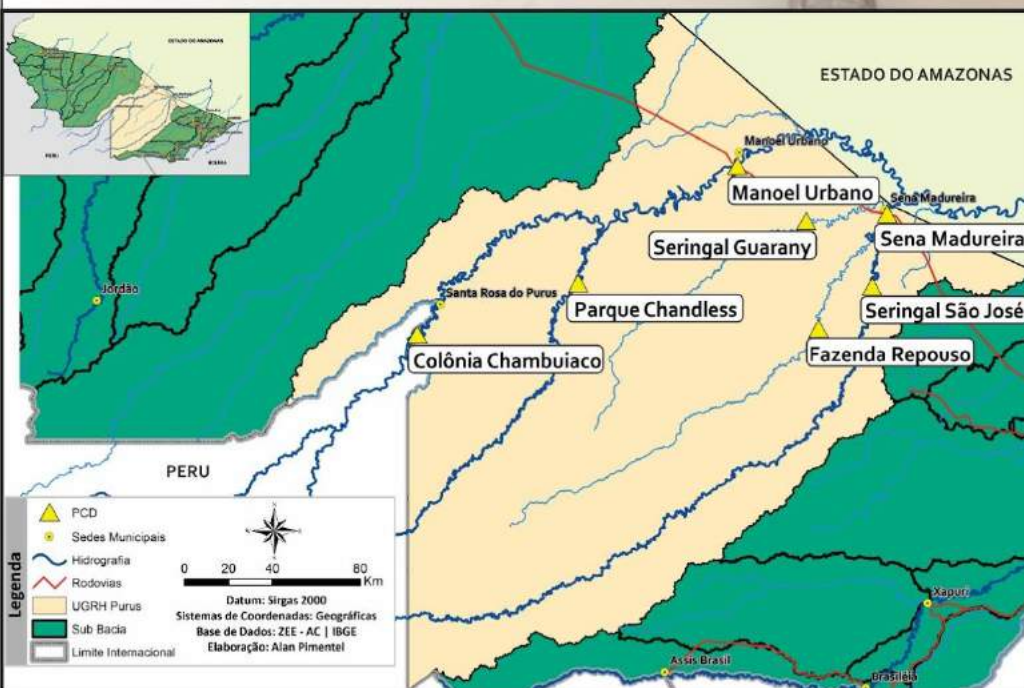 ESTADO DO AMAZONAS
PERU
ESTADO DO AMAZONAS
Manoel Urbano
Manoel Urbano
Sena Madureira
Seringal Guarany
Sena Madureira
Jordão
Santa Rosa do Purus
Parque Chandless
Seringal São José
Colônia Chambuiaco
Fazenda Repouso
PERU
Legenda
PCD
Sedes Municipais
Hidrografia
Rodovias
UGRH Purus
Sub Bacia
Limite Internacional
0 20 40 80
Km
Datum: Sirgas 2000
Sistemas de Coordenadas: Geográficas
Base de Dados: ZEE - AC | IBGE
Elaboração: Alan Pimentel
Xapuri
Assis Brasil
Brasiléia